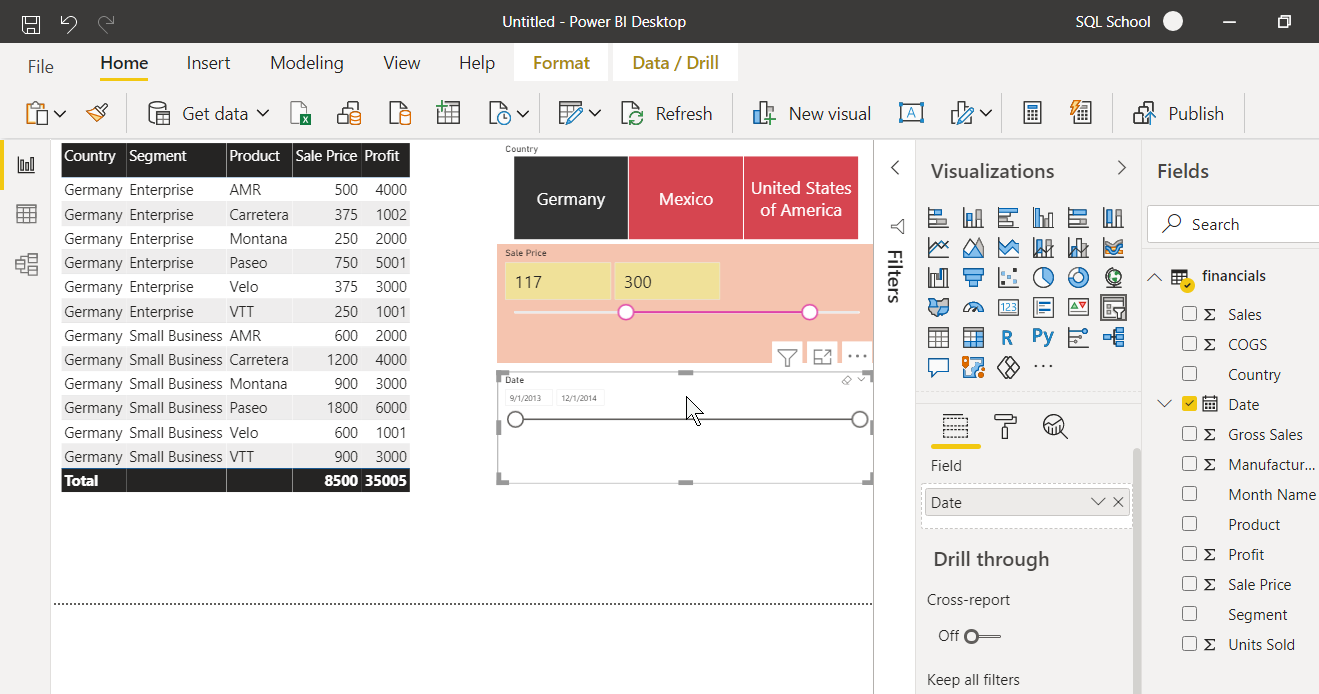 Untitled - Power BI Desktop
SQL School
File
Home
Insert
Modeling
View
Help
Format
Data / Drill
Get data
Refresh
New visual
Publish
Country Segment Product Sale Price Profit
Germany Enterprise AMR 500 4000
Germany Enterprise Carretera 375 1002
Germany Enterprise Montana 250 2000
Germany Enterprise Paseo 750 5001
Germany Enterprise Velo 375 3000
Germany Enterprise VTT 250 1001
Germany Small Business AMR 600 2000
Germany Small Business Carretera 1200 4000
Germany Small Business Montana 900 3000
Germany Small Business Paseo 1800 6000
Germany Small Business Velo 600 1001
Germany Small Business VTT 900 3000
Total 8500 35005
Country
Germany
Mexico
United States
of America
Sale Price
117
300
Date
9/1/2013
12/1/2014
Filters
Visualizations
123
R
Py
Field
Date
Drill through
Cross-report
Off
Keep all filters
Fields
Search
financials
Σ Sales
Σ COGS
Country
Date
Σ Gross Sales
Σ Manufactur...
Month Name
Product
Σ Profit
Σ Sale Price
Segment
Σ Units Sold